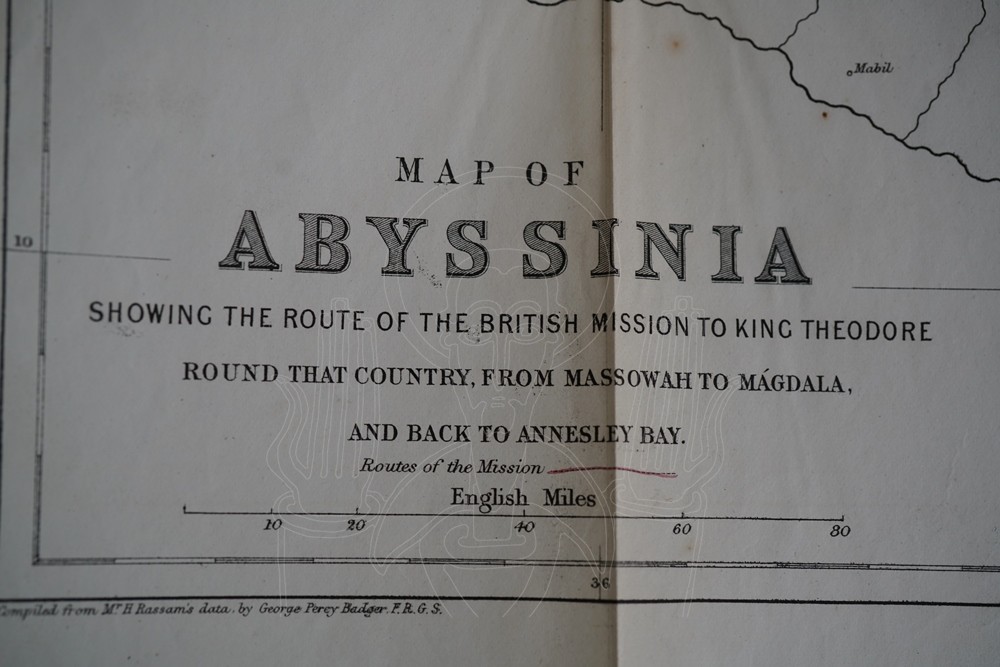 Mabil
MAP OF
ABYSSINIA
10
SHOWING THE ROUTE OF THE BRITISH MISSION TO KING THEODORE
ROUND THAT COUNTRY, FROM MASSOWAH TO MÁGDALA,
AND BACK TO ANNESLEY BAY.
Routes of the Mission
English Miles
10 20 40 60 80
36
Compiled from Mr H Rassam's data, by George Percy Badger. F.R.G.S.